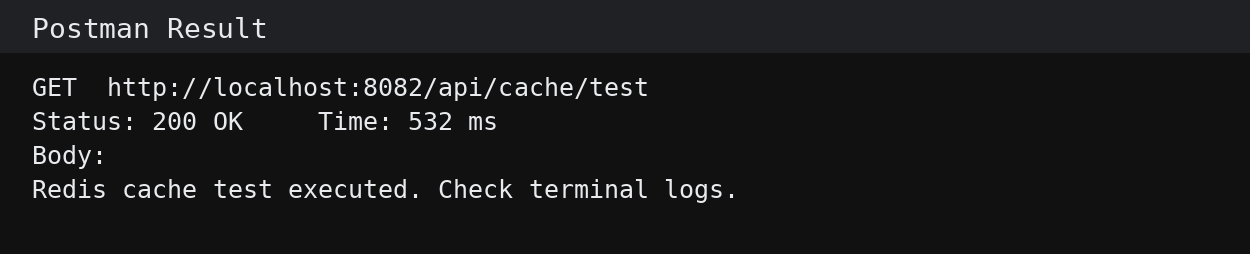 Postman Result
GET  http://localhost:8082/api/cache/test
Status: 200 OK     Time: 532 ms
Body:
Redis cache test executed. Check terminal logs.